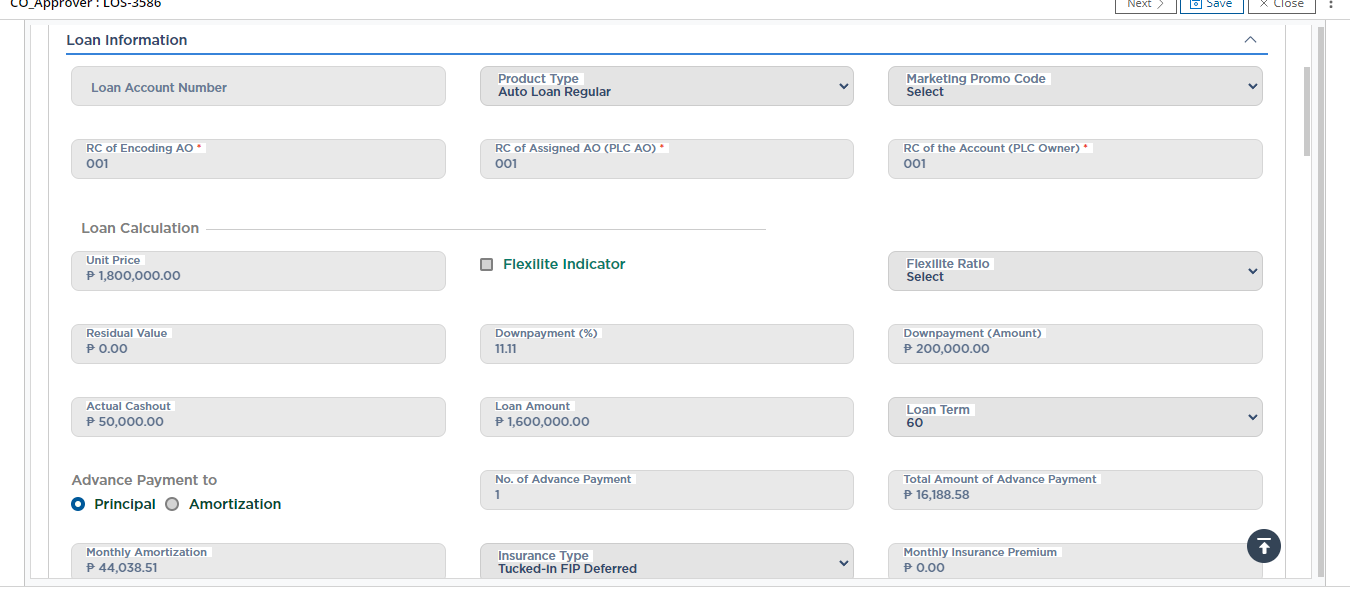 CO_Approver : LOS-3586
Next
Save
Close
Loan Information
Loan Account Number
Product Type
Auto Loan Regular
Marketing Promo Code
Select
RC of Encoding AO *
001
RC of Assigned AO (PLC AO) *
001
RC of the Account (PLC Owner) *
001
Loan Calculation
Unit Price
₱ 1,800,000.00
Flexilite Indicator
Flexilite Ratio
Select
Residual Value
₱ 0.00
Downpayment (%)
11.11
Downpayment (Amount)
₱ 200,000.00
Actual Cashout
₱ 50,000.00
Loan Amount
₱ 1,600,000.00
Loan Term
60
Advance Payment to
Principal
Amortization
No. of Advance Payment
1
Total Amount of Advance Payment
₱ 16,188.58
Monthly Amortization
₱ 44,038.51
Insurance Type
Tucked-In FIP Deferred
Monthly Insurance Premium
₱ 0.00